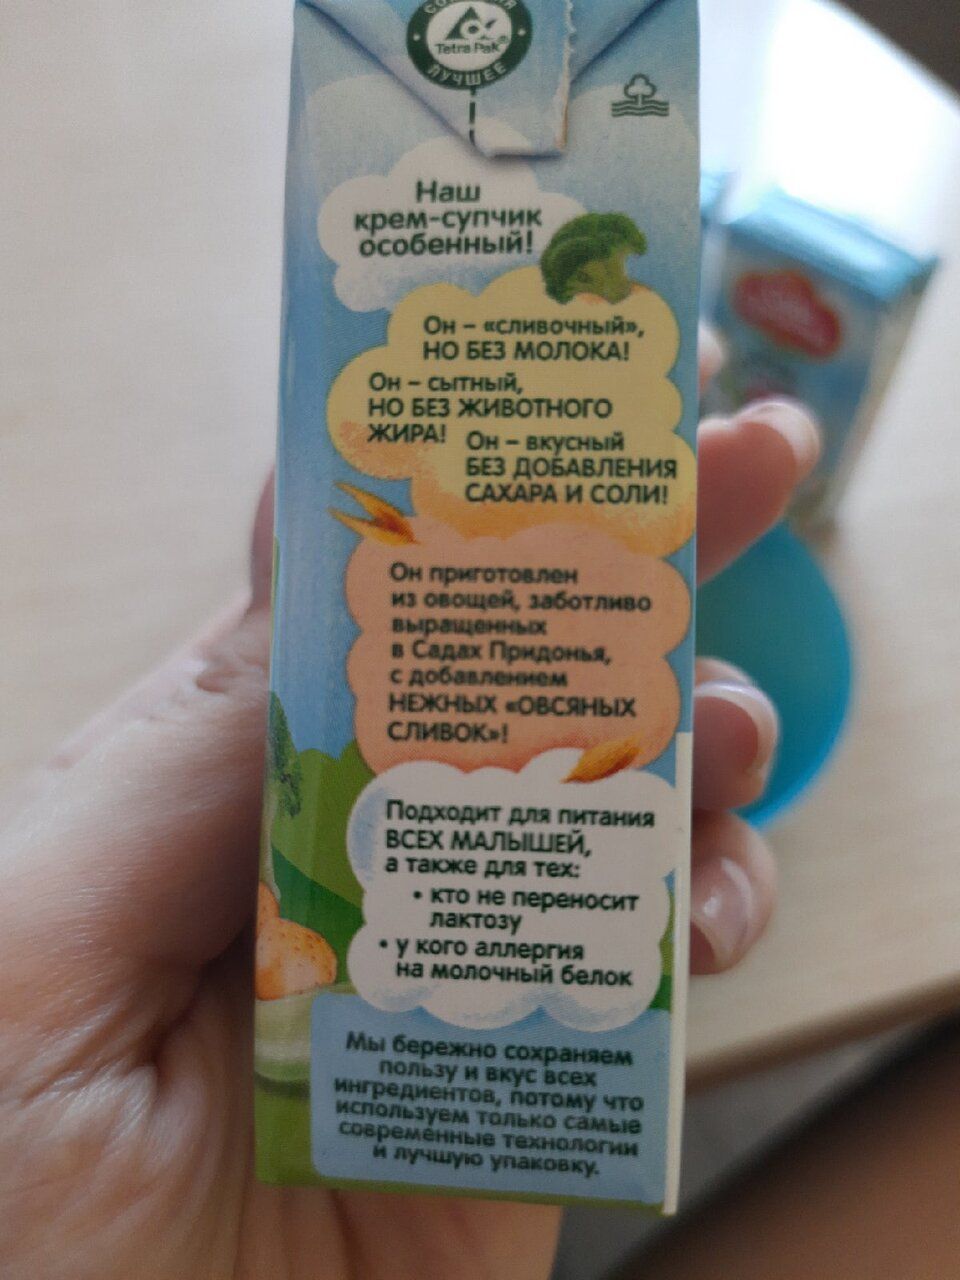 Tetra Pak®
ЛУЧШЕЕ
Наш
крем-супчик
особенный!
Он – «сливочный»,
НО БЕЗ МОЛОКА!
Он – сытный,
НО БЕЗ ЖИВОТНОГО
ЖИРА!
Он – вкусный
БЕЗ ДОБАВЛЕНИЯ
САХАРА И СОЛИ!
Он приготовлен
из овощей, заботливо
выращенных
в Садах Придонья,
с добавлением
НЕЖНЫХ «ОВСЯНЫХ
СЛИВОК»!
Подходит для питания
ВСЕХ МАЛЫШЕЙ,
а также для тех:
• кто не переносит
лактозу
• у кого аллергия
на молочный белок
Мы бережно сохраняем
пользу и вкус всех
ингредиентов, потому что
используем только самые
современные технологии
и лучшую упаковку.